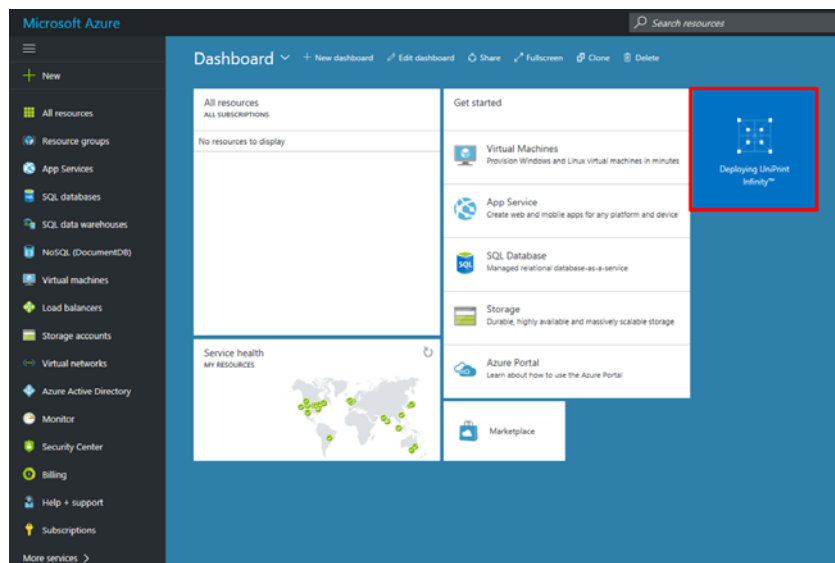 Microsoft Azure
Search resources
New
All resources
Resource groups
App Services
SQL databases
SQL data warehouses
NoSQL (DocumentDB)
Virtual machines
Load balancers
Storage accounts
Virtual networks
Azure Active Directory
Monitor
Security Center
Billing
Help + support
Subscriptions
More services
Dashboard
+ New dashboard
Edit dashboard
Share
Fullscreen
Clone
Delete
All resources
ALL SUBSCRIPTIONS
No resources to display
Service health
MY RESOURCES
Get started
Virtual Machines
Provision Windows and Linux virtual machines in minutes
App Service
Create web and mobile apps for any platform and device
SQL
SQL Database
Managed relational database-as-a-service
Storage
Durable, highly available and massively scalable storage
Azure Portal
Learn about how to use the Azure Portal
Marketplace
Deploying UniPrint
Infinity™